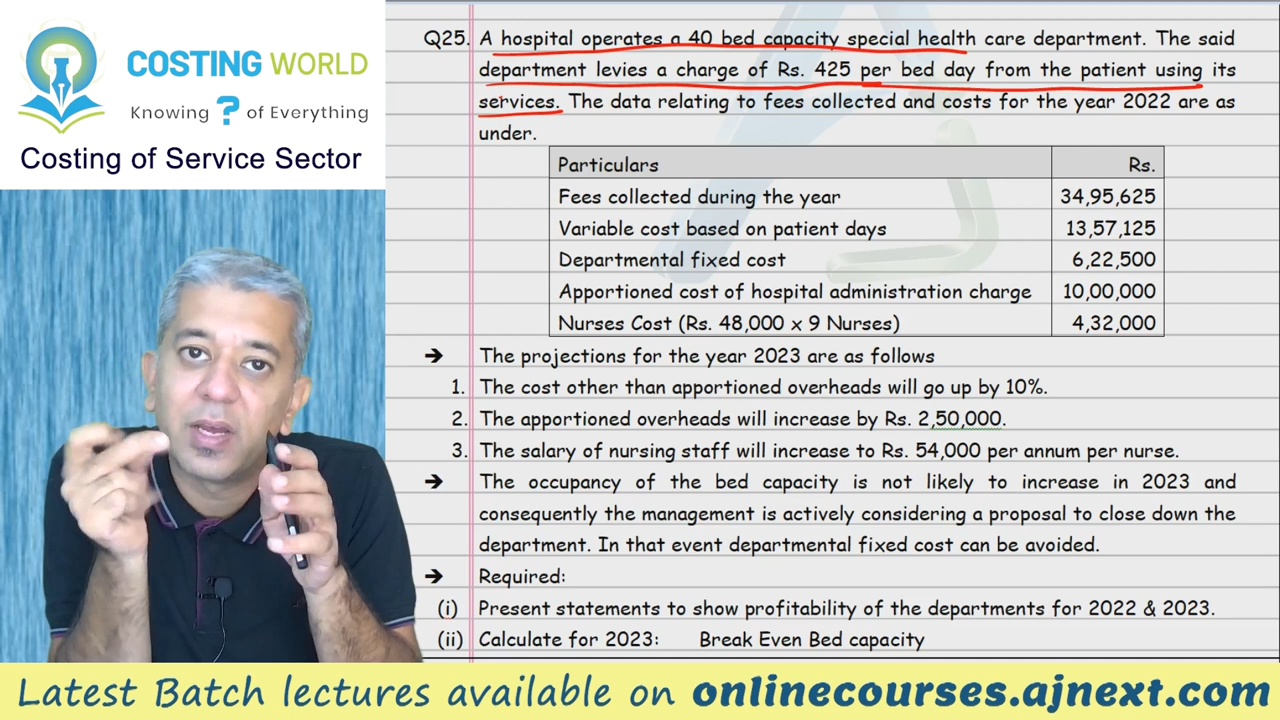 COSTING WORLD
Knowing ? of Everything
Costing of Service Sector
Q25. A hospital operates a 40 bed capacity special health care department. The said
department levies a charge of Rs. 425 per bed day from the patient using its
services. The data relating to fees collected and costs for the year 2022 are as
under.
Particulars Rs.
Fees collected during the year 34,95,625
Variable cost based on patient days 13,57,125
Departmental fixed cost 6,22,500
Apportioned cost of hospital administration charge 10,00,000
Nurses Cost (Rs. 48,000 x 9 Nurses) 4,32,000
➔ The projections for the year 2023 are as follows
1. The cost other than apportioned overheads will go up by 10%.
2. The apportioned overheads will increase by Rs. 2,50,000.
3. The salary of nursing staff will increase to Rs. 54,000 per annum per nurse.
➔ The occupancy of the bed capacity is not likely to increase in 2023 and
consequently the management is actively considering a proposal to close down the
department. In that event departmental fixed cost can be avoided.
➔ Required:
(i) Present statements to show profitability of the departments for 2022 & 2023.
(ii) Calculate for 2023: Break Even Bed capacity
Latest Batch lectures available on onlinecourses.ajnext.com